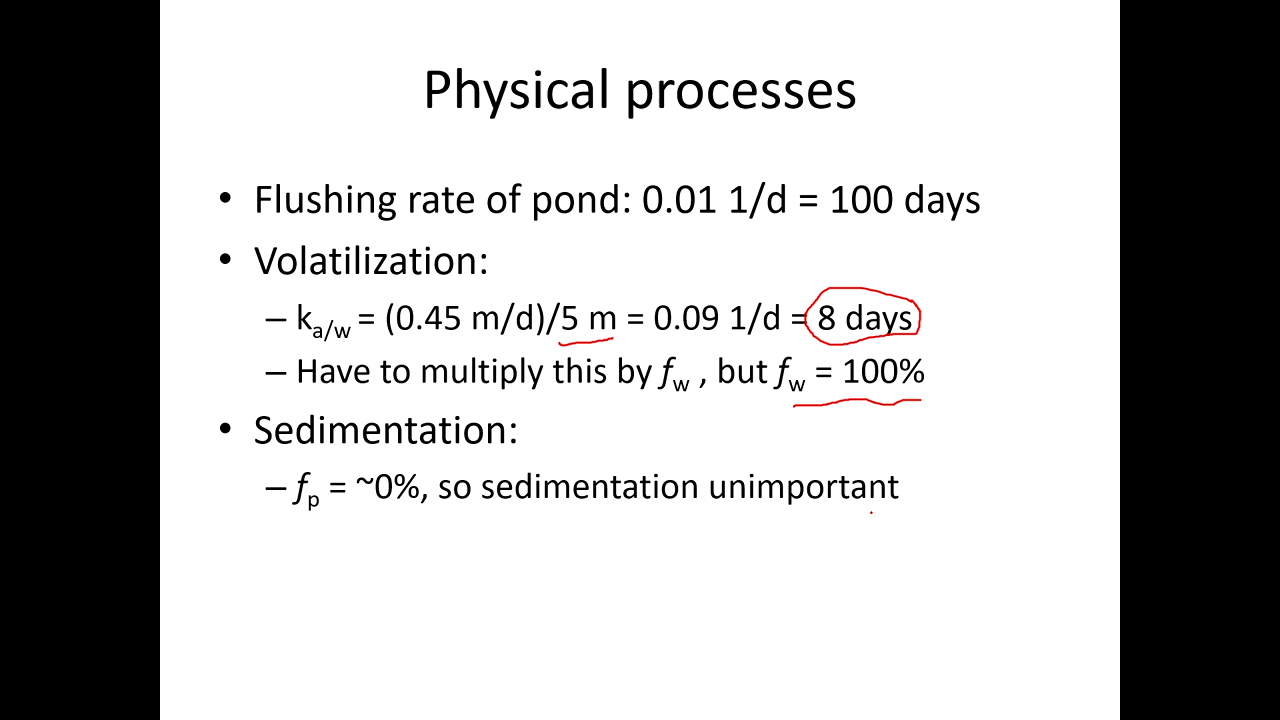 Physical processes
• Flushing rate of pond: 0.01 1/d = 100 days
• Volatilization:
– ka/w = (0.45 m/d)/5 m = 0.09 1/d = 8 days
– Have to multiply this by fw , but fw = 100%
• Sedimentation:
– fp = ~0%, so sedimentation unimportant